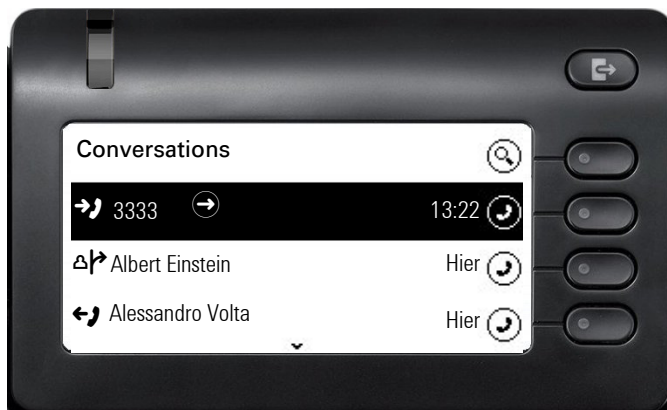 Conversations
3333 13:22
Albert Einstein Hier
Alessandro Volta Hier